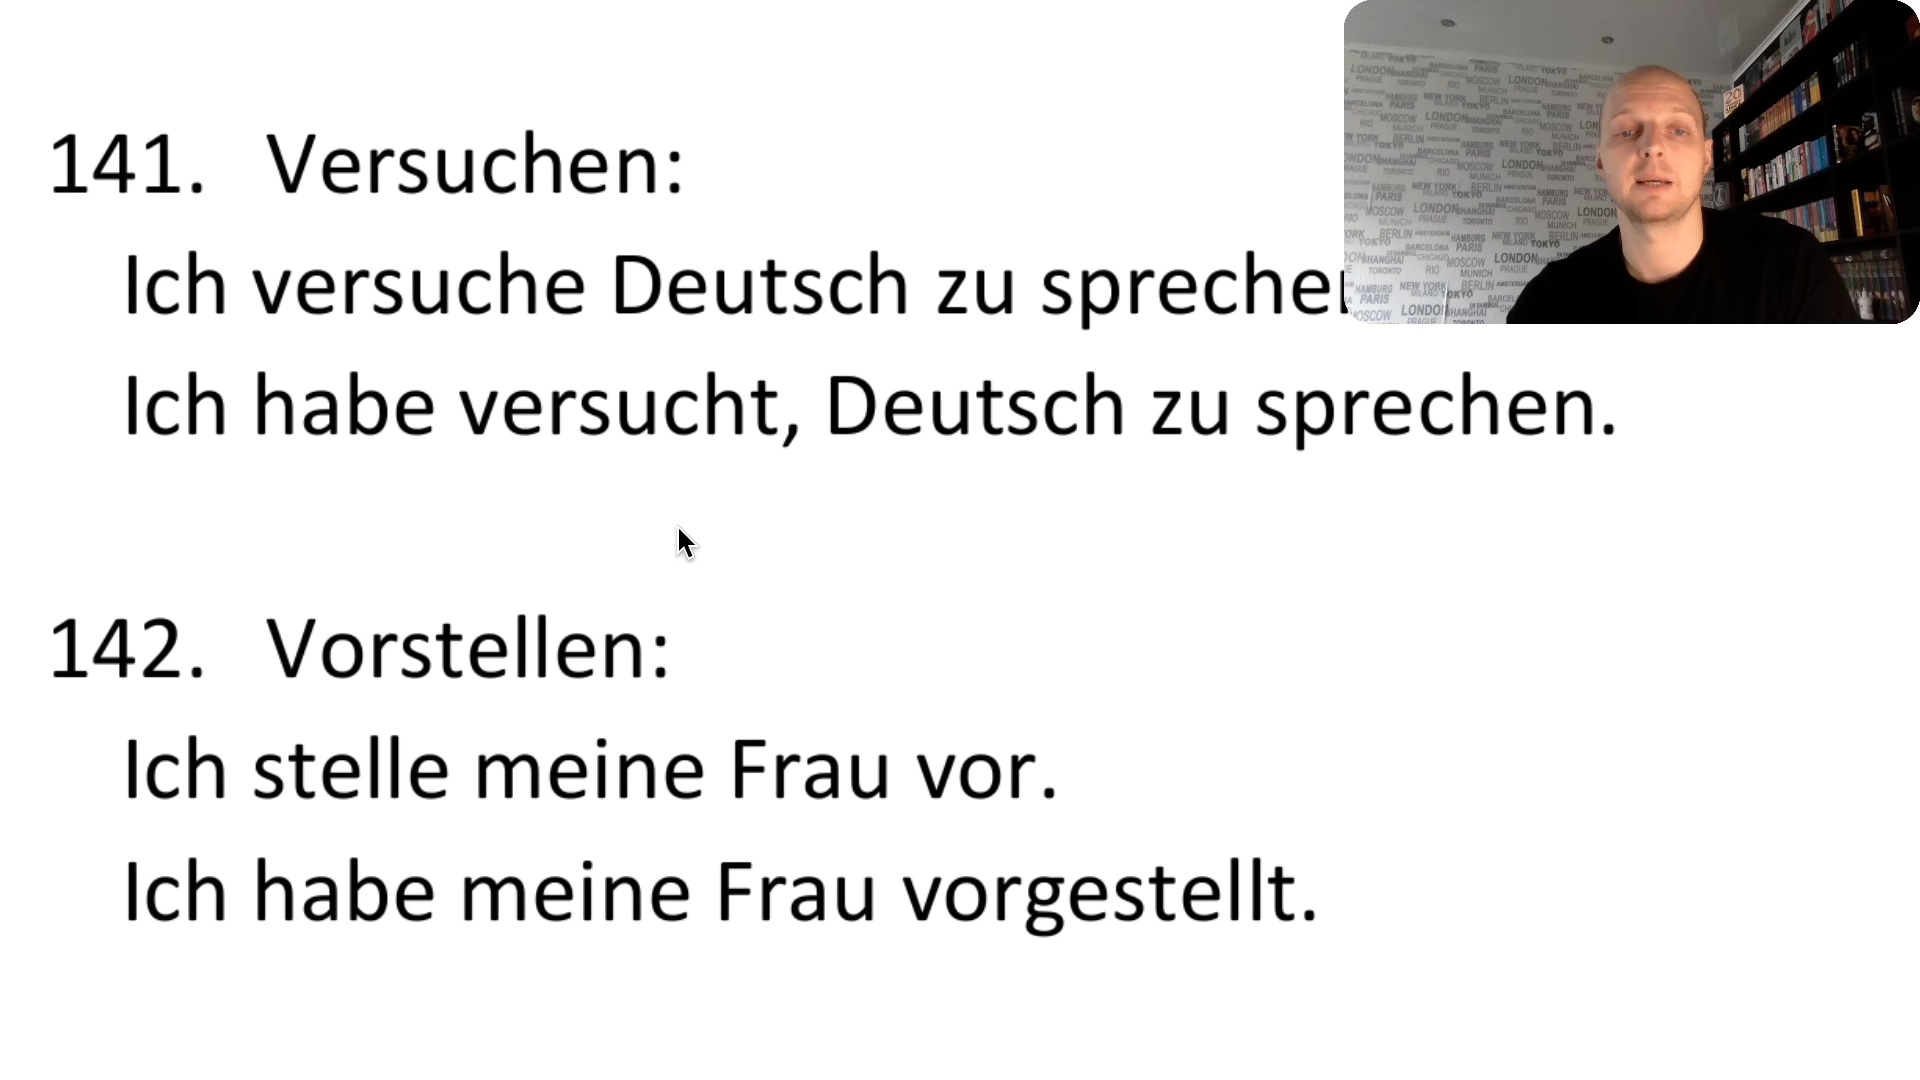 141. Versuchen:
Ich versuche Deutsch zu
Ich habe versucht, Deutsch zu sprechen.
142. Vorstellen:
Ich stelle meine Frau vor.
Ich habe meine Frau vorgestellt.